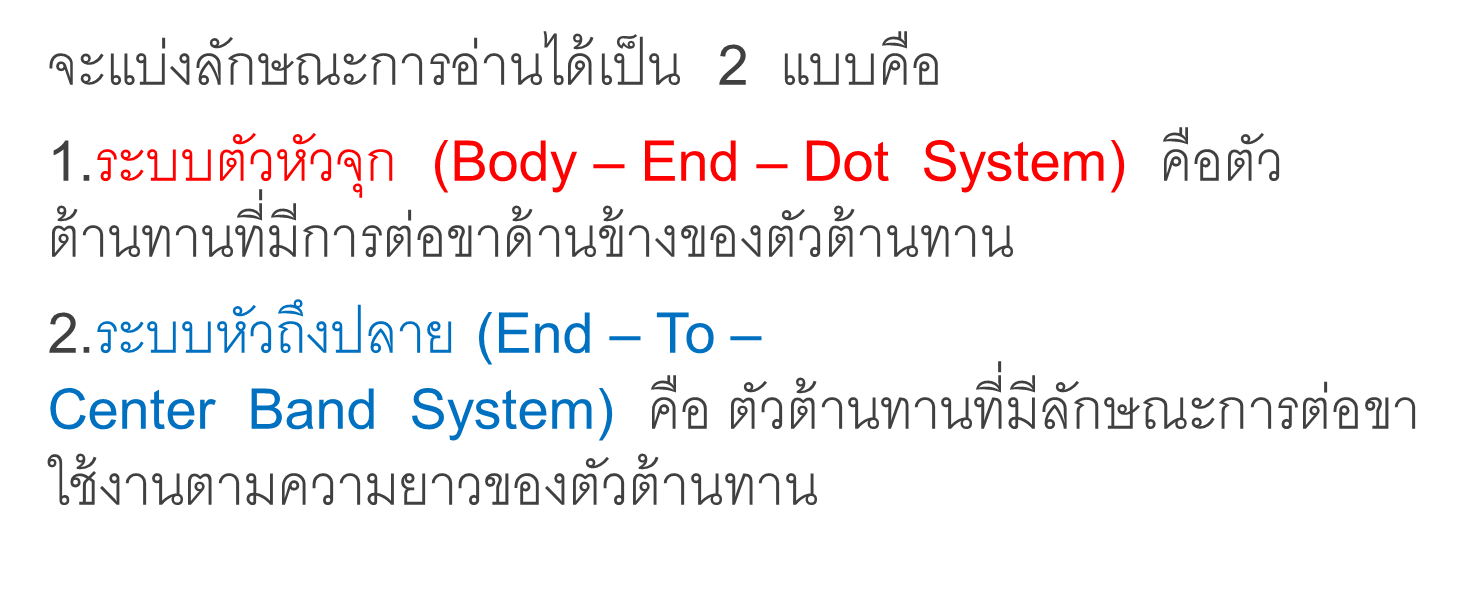 จะแบ่งลักษณะการอ่านได้เป็น 2 แบบคือ
1.ระบบตัวหัวจุก (Body – End – Dot System) คือตัว
ต้านทานที่มีการต่อขาด้านข้างของตัวต้านทาน
2.ระบบหัวถึงปลาย (End – To –
Center Band System) คือ ตัวต้านทานที่มีลักษณะการต่อขา
ใช้งานตามความยาวของตัวต้านทาน